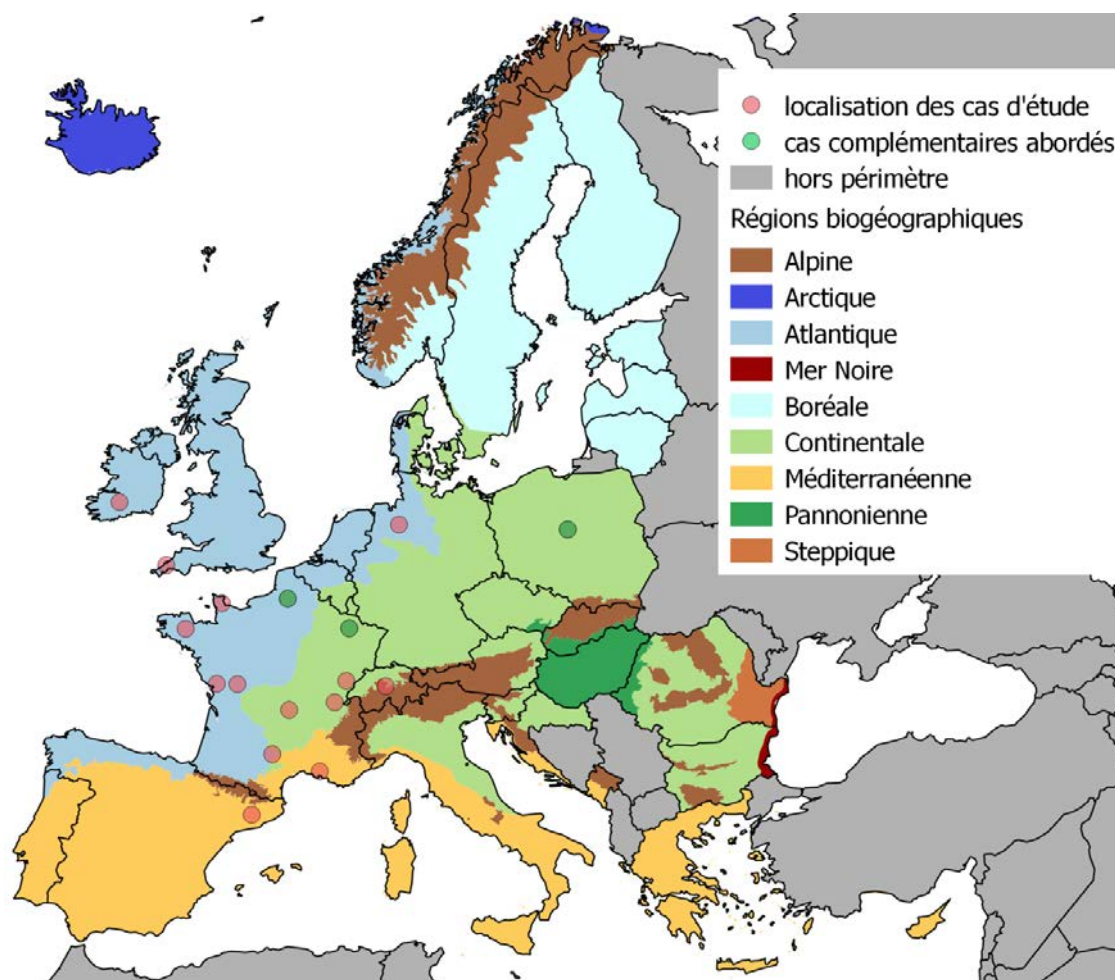 localisation des cas d'étude
cas complémentaires abordés
hors périmètre
Régions biogéographiques
Alpine
Arctique
Atlantique
Mer Noire
Boréale
Continentale
Méditerranéenne
Pannonienne
Steppique